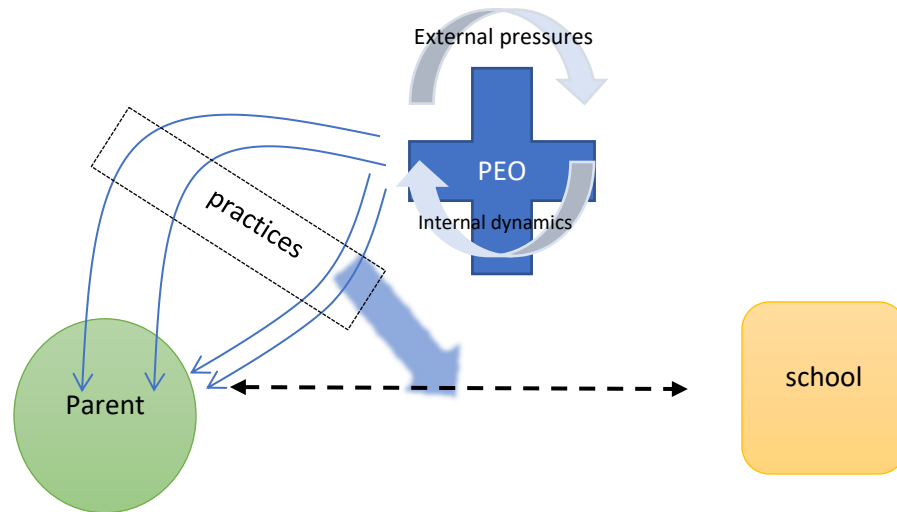 External pressures
PEO
practices
Internal dynamics
Parent
school